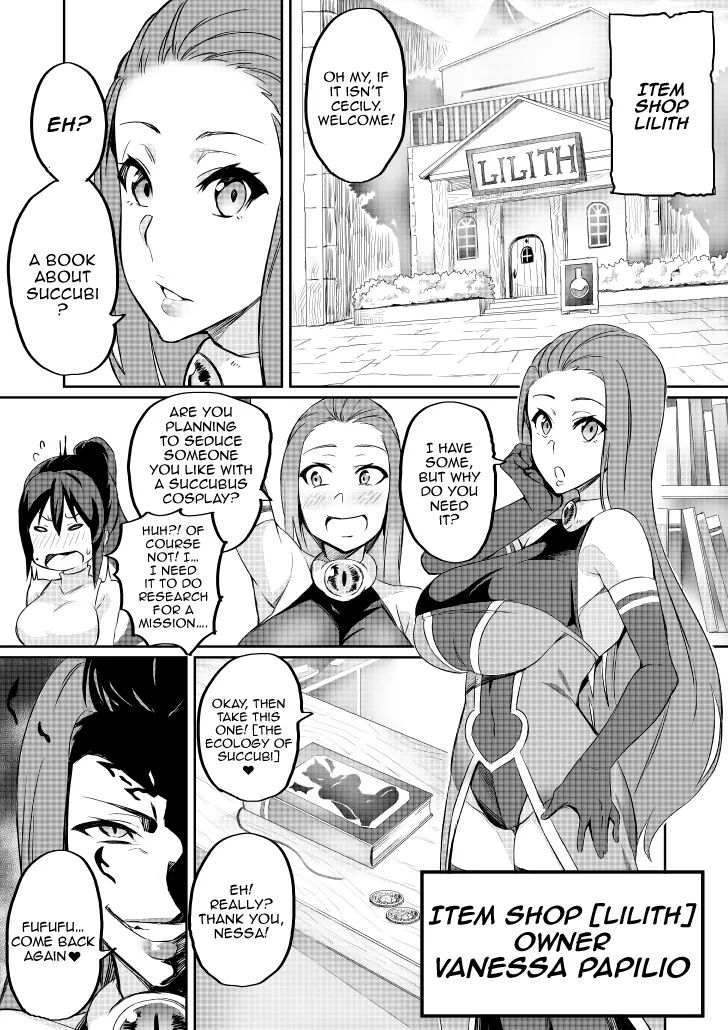 ITEM
SHOP
LILITH
OH MY, IF
IT ISN'T
CECILY.
WELCOME!
LILITH
EH?
A BOOK
ABOUT
SUCCUBI
?
I HAVE
SOME,
BUT WHY
DO YOU
NEED
IT?
ARE YOU
PLANNING
TO SEDUCE
SOMEONE
YOU LIKE WITH
A SUCCUBUS
COSPLAY?
HUH?! OF
COURSE
NOT! I...
I NEED
IT TO DO
RESEARCH
FOR A
MISSION....
ITEM SHOP [LILITH]
OWNER
VANESSA PAPILIO
OKAY, THEN
TAKE THIS
ONE! [THE
ECOLOGY OF
SUCCUBI]
♥
EH!
REALLY?
THANK YOU,
NESSA!
FUFUFU...
COME BACK
AGAIN♥